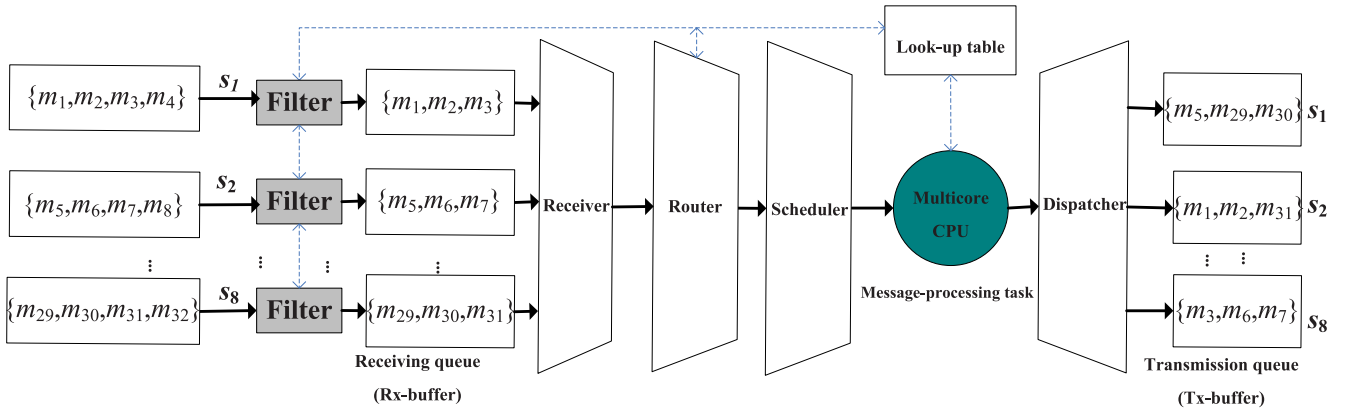 Look-up table
{m1,m2,m3,m4}
s1
Filter
{m1,m2,m3}
{m5,m29,m30}
s1
{m5,m6,m7,m8}
s2
Filter
{m5,m6,m7}
Receiver
Router
Scheduler
Multicore
CPU
Dispatcher
{m1,m2,m31}
s2
...
...
...
...
...
...
{m29,m30,m31,m32}
s8
Filter
{m29,m30,m31}
Message-processing task
{m3,m6,m7}
s8
Receiving queue
(Rx-buffer)
Transmission queue
(Tx-buffer)